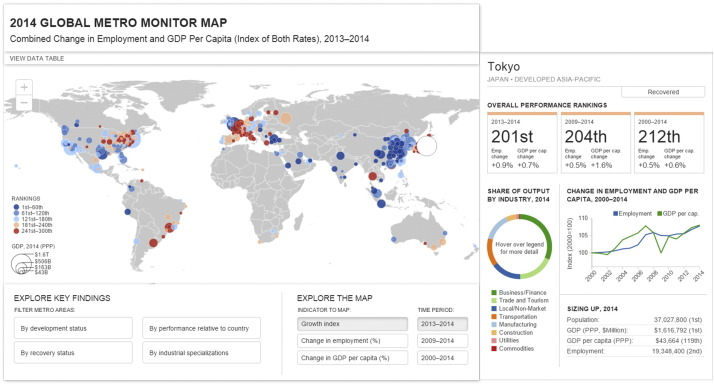 2014 GLOBAL METRO MONITOR MAP
Combined Change in Employment and GDP Per Capita (Index of Both Rates), 2013–2014
VIEW DATA TABLE
+
−
RANKINGS
1st–60th
61st–120th
121st–180th
181st–240th
241st–300th
GDP, 2014 (PPP)
$1.6T
$506B
$163B
$43B
EXPLORE KEY FINDINGS
FILTER METRO AREAS:
By development status
By performance relative to country
By recovery status
By industrial specializations
EXPLORE THE MAP
INDICATOR TO MAP:
TIME PERIOD:
Growth index
2013–2014
Change in employment (%)
2009–2014
Change in GDP per capita (%)
2000–2014
Tokyo
JAPAN • DEVELOPED ASIA-PACIFIC
Recovered
OVERALL PERFORMANCE RANKINGS
2013–2014
201st
Emp. change
GDP per cap. change
+0.9%
+0.7%
2009–2014
204th
Emp. change
GDP per cap. change
+0.5%
+1.6%
2000–2014
212th
Emp. change
GDP per cap. change
+0.5%
+0.6%
SHARE OF OUTPUT
BY INDUSTRY, 2014
Hover over legend
for more detail
Business/Finance
Trade and Tourism
Local/Non-Market
Transportation
Manufacturing
Construction
Utilities
Commodities
CHANGE IN EMPLOYMENT AND GDP PER
CAPITA, 2000–2014
Employment
GDP per cap.
Index (2000=100)
110
105
100
95
2000
2002
2004
2006
2008
2010
2012
2014
SIZING UP, 2014
Population: 37,027,800 (1st)
GDP (PPP, $Million): $1,616,792 (1st)
GDP per capita (PPP): $43,664 (119th)
Employment: 19,348,400 (2nd)